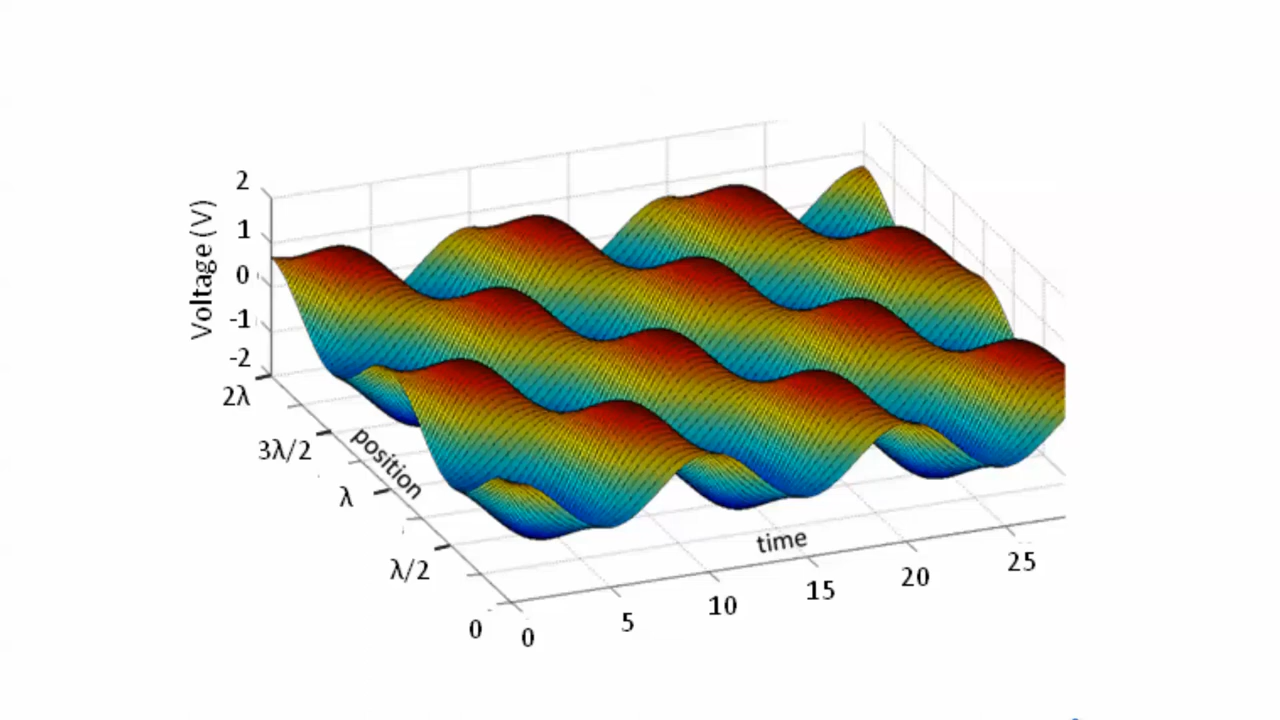 2
1
0
-1
-2
Voltage (V)
2λ
3λ/2
λ
λ/2
0
position
0
5
10
15
20
25
time